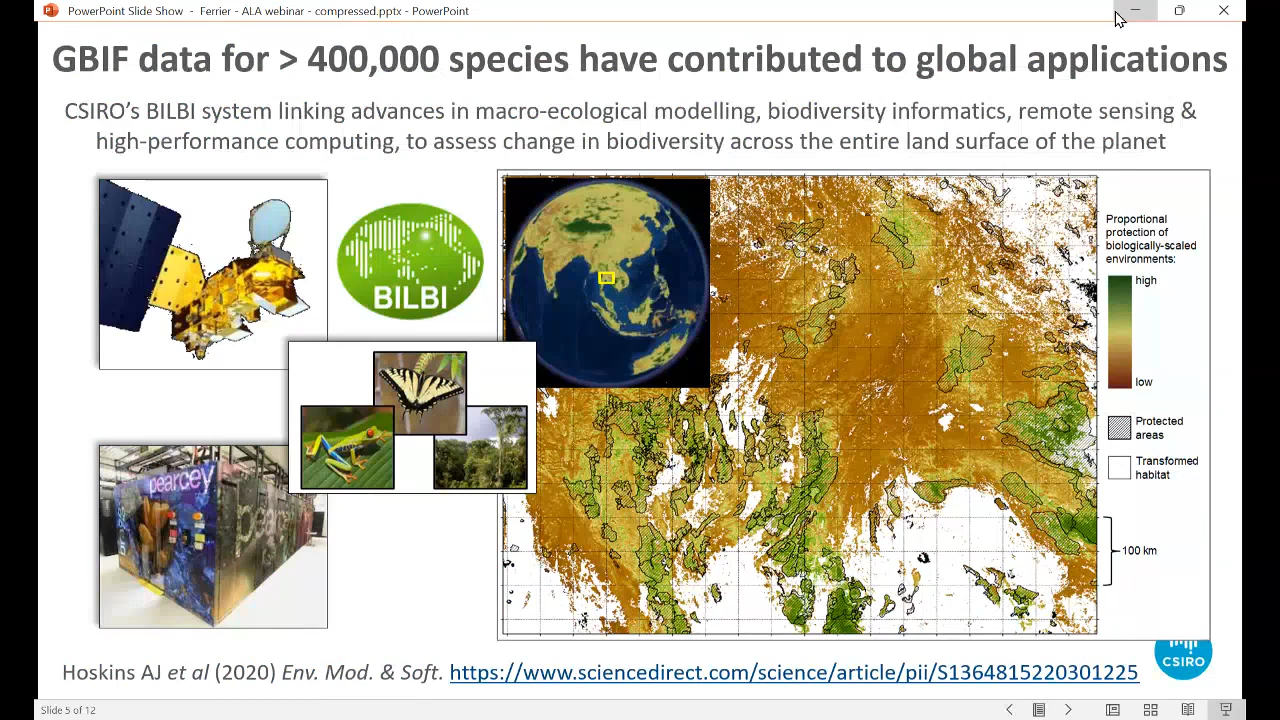 PowerPoint Slide Show - Ferrier - ALA webinar - compressed.pptx - PowerPoint
GBIF data for > 400,000 species have contributed to global applications
CSIRO's BILBI system linking advances in macro-ecological modelling, biodiversity informatics, remote sensing &
high-performance computing, to assess change in biodiversity across the entire land surface of the planet
BILBI
pearcey
Proportional
protection of
biologically-scaled
environments:
high
low
Protected
areas
Transformed
habitat
100 km
CSIRO
Hoskins AJ et al (2020) Env. Mod. & Soft. https://www.sciencedirect.com/science/article/pii/S1364815220301225
Slide 5 of 12